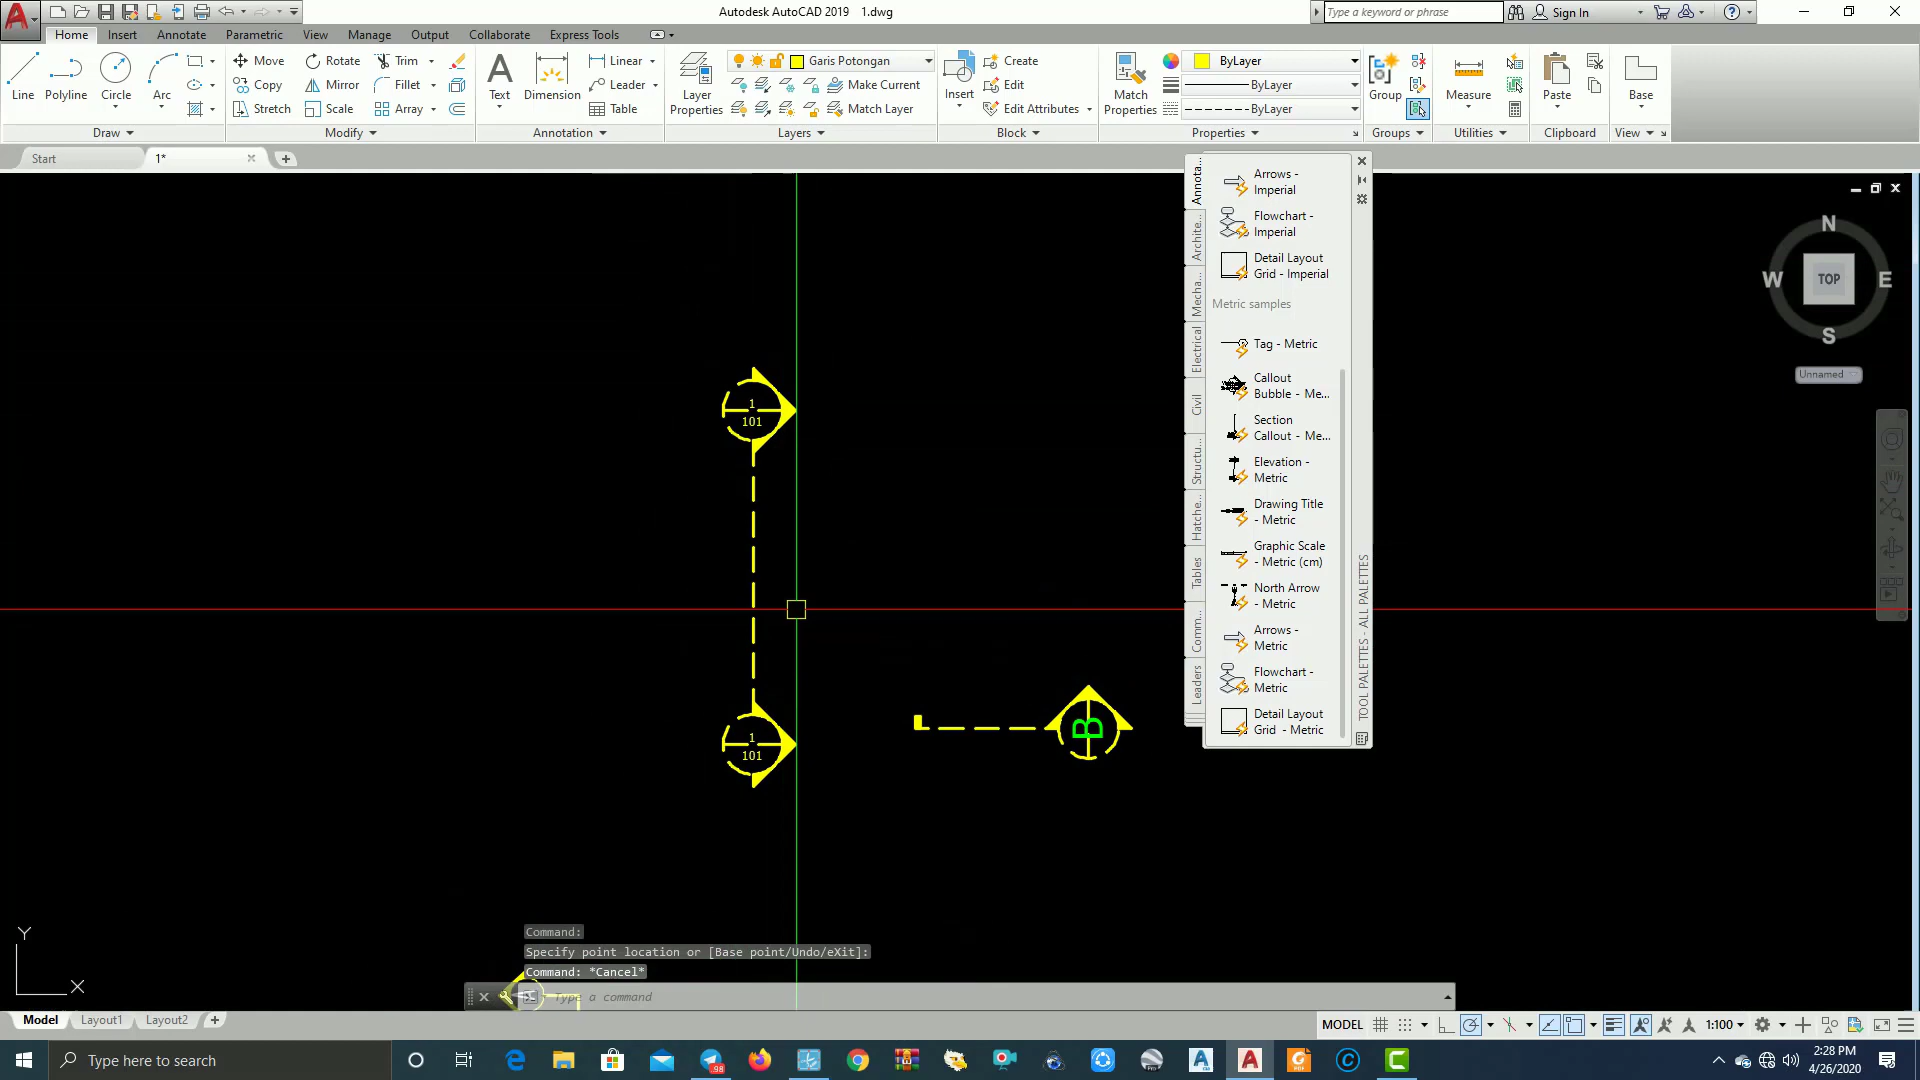 Autodesk AutoCAD 2019 1.dwg
Type a keyword or phrase
Sign In
Home Insert Annotate Parametric View Manage Output Collaborate Express Tools
Line
Polyline
Circle
Arc
Draw
Move
Copy
Stretch
Rotate
Mirror
Scale
Trim
Fillet
Array
Modify
Text
Dimension
Linear
Leader
Table
Annotation
Layer
Properties
Garis Potongan
Make Current
Match Layer
Layers
Insert
Create
Edit
Edit Attributes
Block
Match
Properties
ByLayer
ByLayer
ByLayer
Properties
Group
Groups
Measure
Utilities
Paste
Clipboard
Base
View
Start
1*
Annota...
Archite...
Mecha...
Electrical
Civil
Structu...
Hatche...
Tables
Comm...
Leaders
Arrows -
Imperial
Flowchart -
Imperial
Detail Layout
Grid - Imperial
Metric samples
Tag - Metric
Callout
Bubble - Me...
Section
Callout - Me...
Elevation -
Metric
Drawing Title
- Metric
Graphic Scale
- Metric (cm)
North Arrow
- Metric
Arrows -
Metric
Flowchart -
Metric
Detail Layout
Grid - Metric
TOOL PALETTES - ALL PALETTES
N
W
TOP
E
S
Unnamed
1
101
1
101
B
Y
X
Command:
Specify point location or [Base point/Undo/eXit]:
Command: *Cancel*
Type a command
Model Layout1 Layout2
MODEL
1:100
Type here to search
98
2:28 PM
4/26/2020